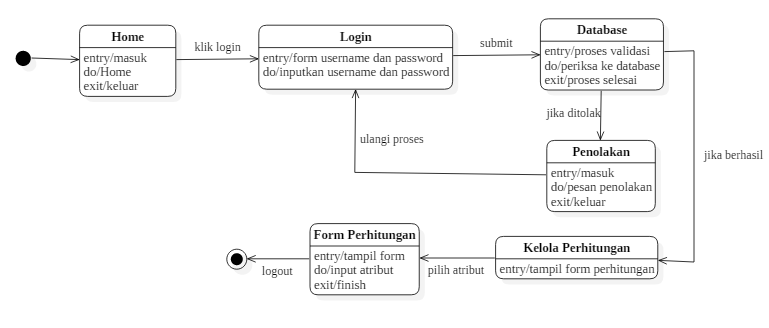 Home
entry/masuk
do/Home
exit/keluar
klik login
Login
entry/form username dan password
do/inputkan username dan password
submit
Database
entry/proses validasi
do/periksa ke database
exit/proses selesai
jika ditolak
ulangi proses
jika berhasil
Penolakan
entry/masuk
do/pesan penolakan
exit/keluar
Kelola Perhitungan
entry/tampil form perhitungan
pilih atribut
Form Perhitungan
entry/tampil form
do/input atribut
exit/finish
logout